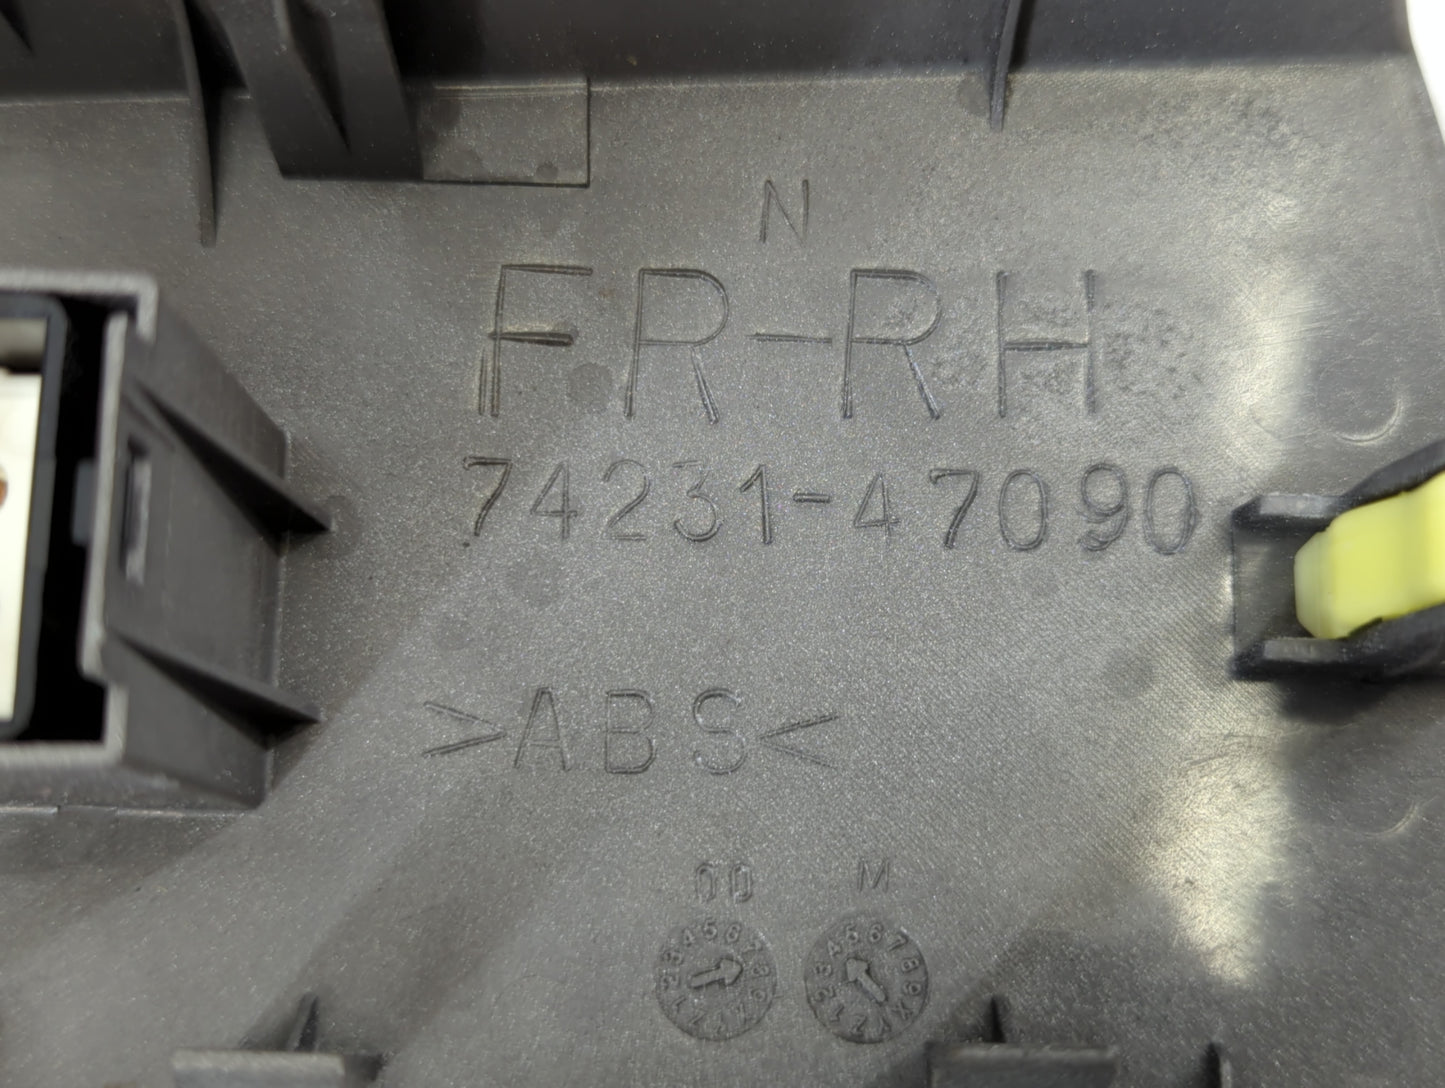 N
FR-RH
74231-47090
>ABS<
00 M